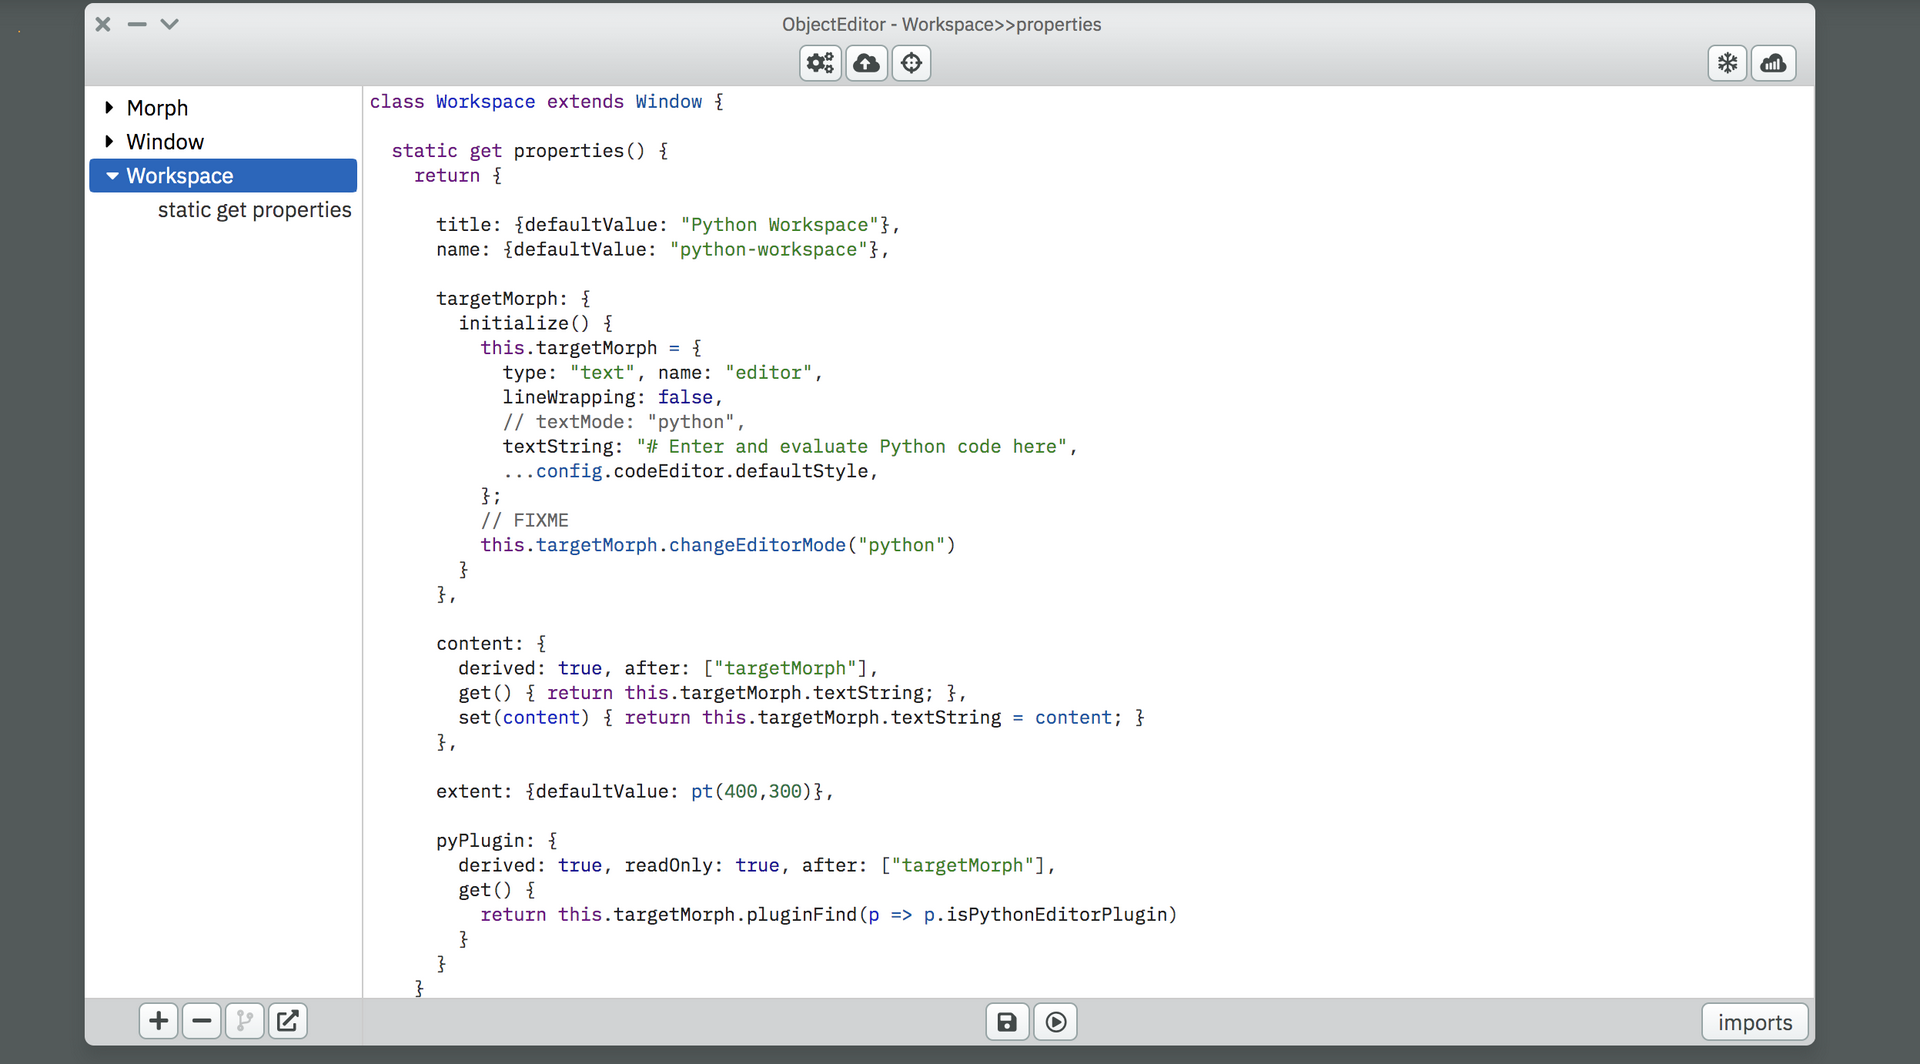 ObjectEditor - Workspace>>properties
Morph
Window
Workspace
static get properties
class Workspace extends Window {
static get properties() {
return {
title: {defaultValue: "Python Workspace"},
name: {defaultValue: "python-workspace"},
targetMorph: {
initialize() {
this.targetMorph = {
type: "text", name: "editor",
lineWrapping: false,
// textMode: "python",
textString: "# Enter and evaluate Python code here",
...config.codeEditor.defaultStyle,
};
// FIXME
this.targetMorph.changeEditorMode("python")
}
},
content: {
derived: true, after: ["targetMorph"],
get() { return this.targetMorph.textString; },
set(content) { return this.targetMorph.textString = content; }
},
extent: {defaultValue: pt(400,300)},
pyPlugin: {
derived: true, readOnly: true, after: ["targetMorph"],
get() {
return this.targetMorph.pluginFind(p => p.isPythonEditorPlugin)
}
}
}
imports